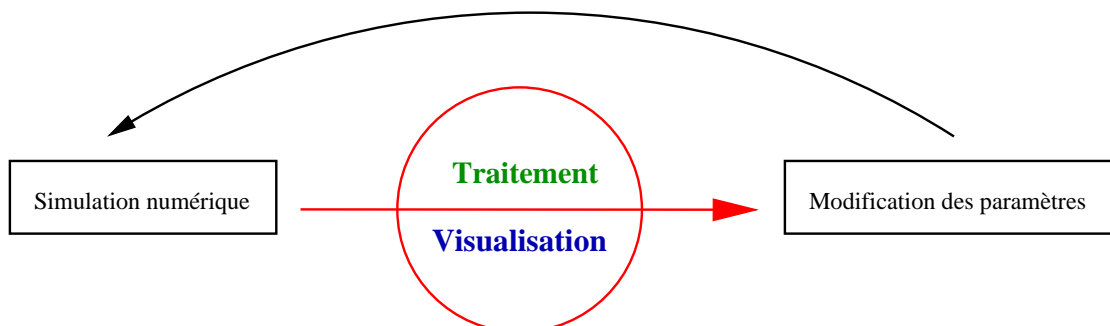 Traitement
Simulation numérique
Modification des paramètres
Visualisation